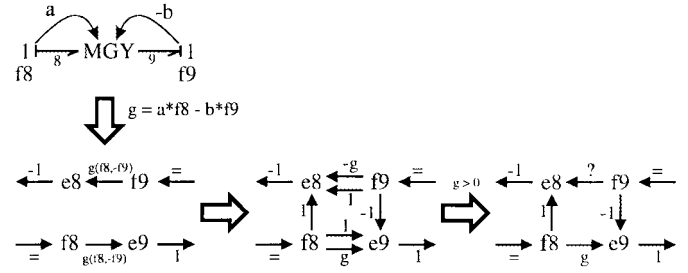 a -b
1 8 MGY 9 1
f8 f9
g = a*f8 - b*f9
-1 e8 g(f8,-f9) f9 =
= f8 g(f8,-f9) e9 1
-1 e8 -g 1 f9 =
1 -1
= f8 1 g e9 1
g > 0
-1 e8 ? f9 =
1 -1
= f8 g e9 1